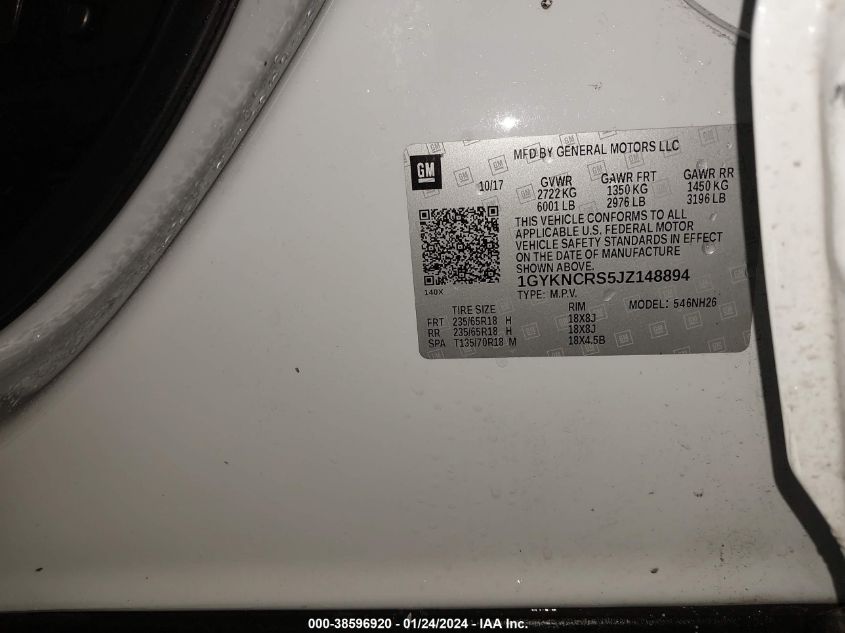 GM
MFD BY GENERAL MOTORS LLC
10/17
GVWR GAWR FRT GAWR RR
2722 KG 1350 KG 1450 KG
6001 LB 2976 LB 3196 LB
THIS VEHICLE CONFORMS TO ALL
APPLICABLE U.S. FEDERAL MOTOR
VEHICLE SAFETY STANDARDS IN EFFECT
ON THE DATE OF MANUFACTURE
SHOWN ABOVE.
140X
1GYKNCRS5JZ148894
TYPE: M.P.V. MODEL: 546NH26
TIRE SIZE RIM
FRT 235/65R18 H 18X8J
RR 235/65R18 H 18X8J
SPA T135/70R18 M 18X4.5B
000-38596920 - 01/24/2024 - IAA Inc.